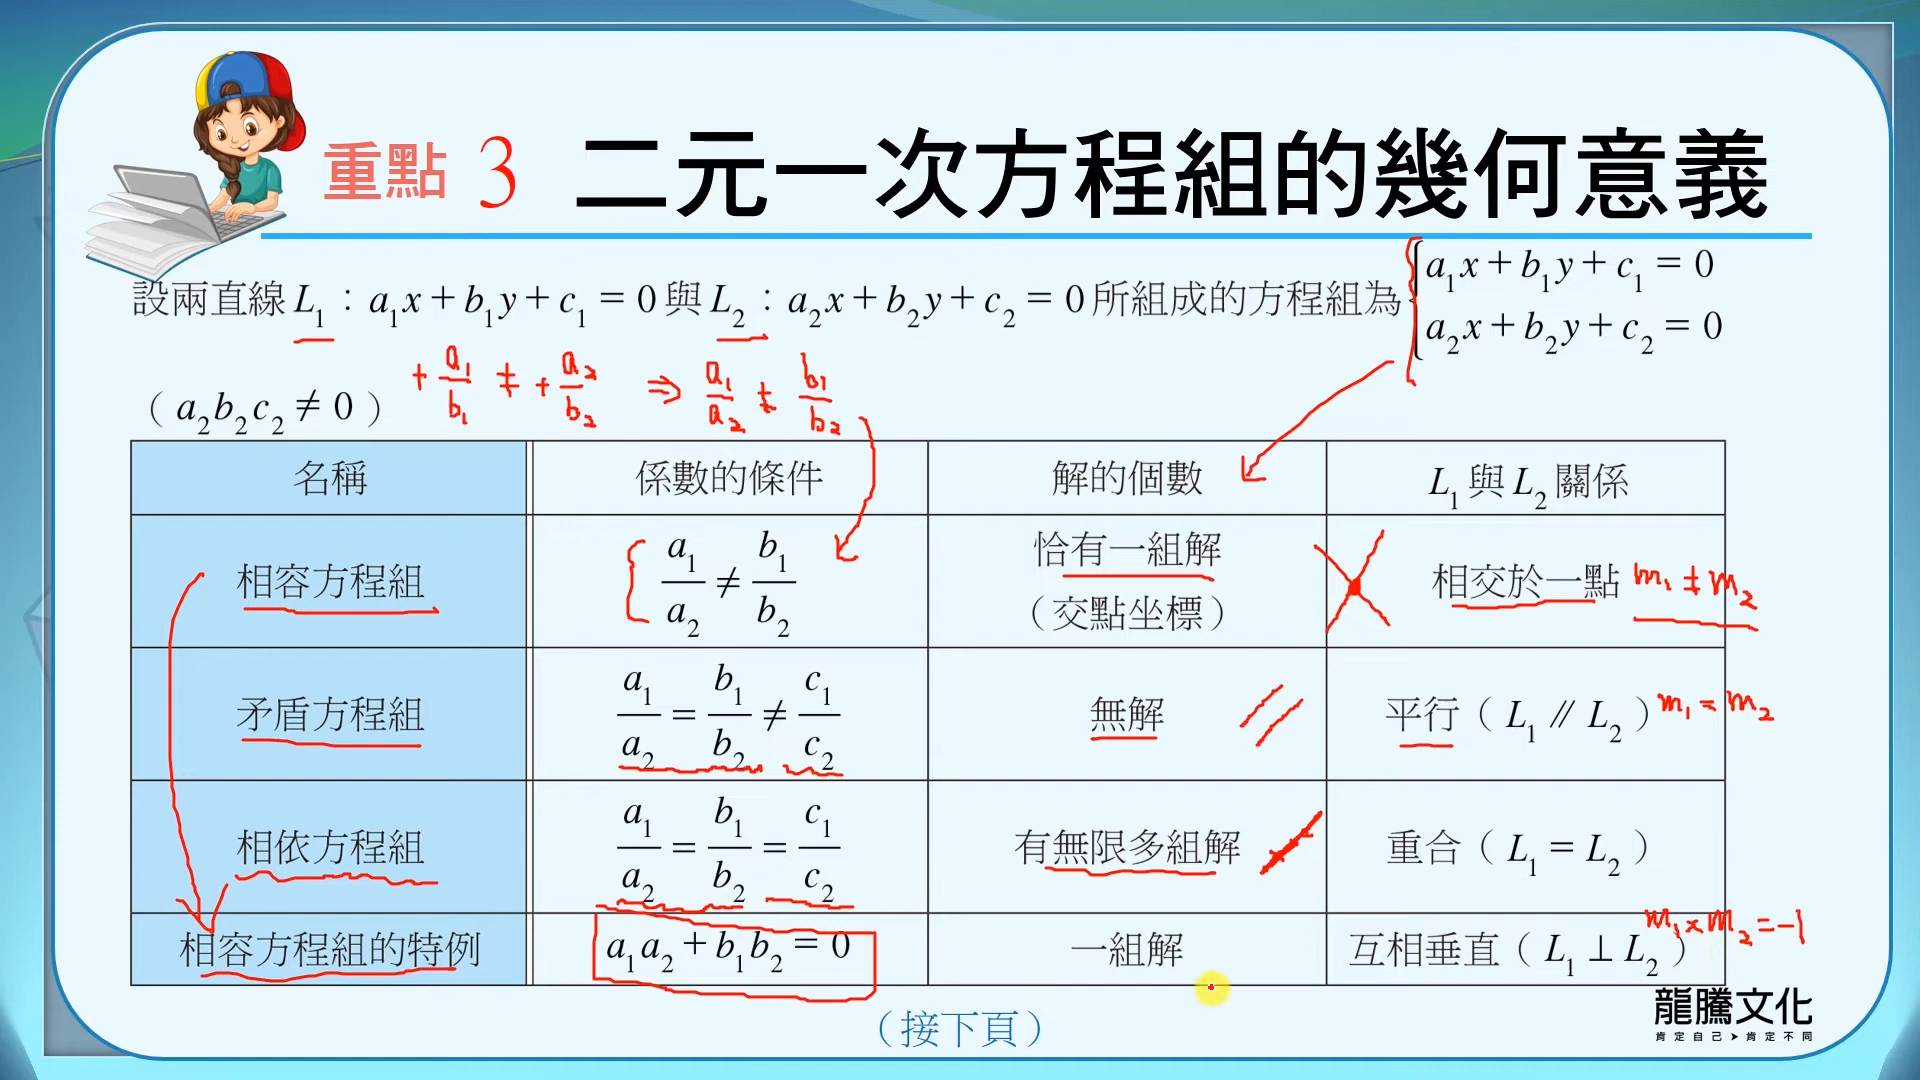 重點 3 二元一次方程組的幾何意義
設兩直線 L₁：a₁x＋b₁y＋c₁＝0與 L₂：a₂x＋b₂y＋c₂＝0所組成的方程組為
a₁x＋b₁y＋c₁＝0
a₂x＋b₂y＋c₂＝0
（a₂b₂c₂≠0）
+a₁/b₁ ≠ +a₂/b₂ ⇒ a₁/a₂ ≠ b₁/b₂
名稱 係數的條件 解的個數 L₁與 L₂關係
相容方程組 a₁/a₂ ≠ b₁/b₂ 恰有一組解 相交於一點 m₁≠m₂
（交點坐標）
矛盾方程組 a₁/a₂ ＝ b₁/b₂ ≠ c₁/c₂ 無解 平行（L₁ // L₂）m₁=m₂
相依方程組 a₁/a₂ ＝ b₁/b₂ ＝ c₁/c₂ 有無限多組解 重合（L₁＝L₂）
m₁×m₂=-1
相容方程組的特例 a₁a₂＋b₁b₂＝0 一組解 互相垂直（L₁⊥L₂）
（接下頁）
龍騰文化
肯定自己➤肯定不同